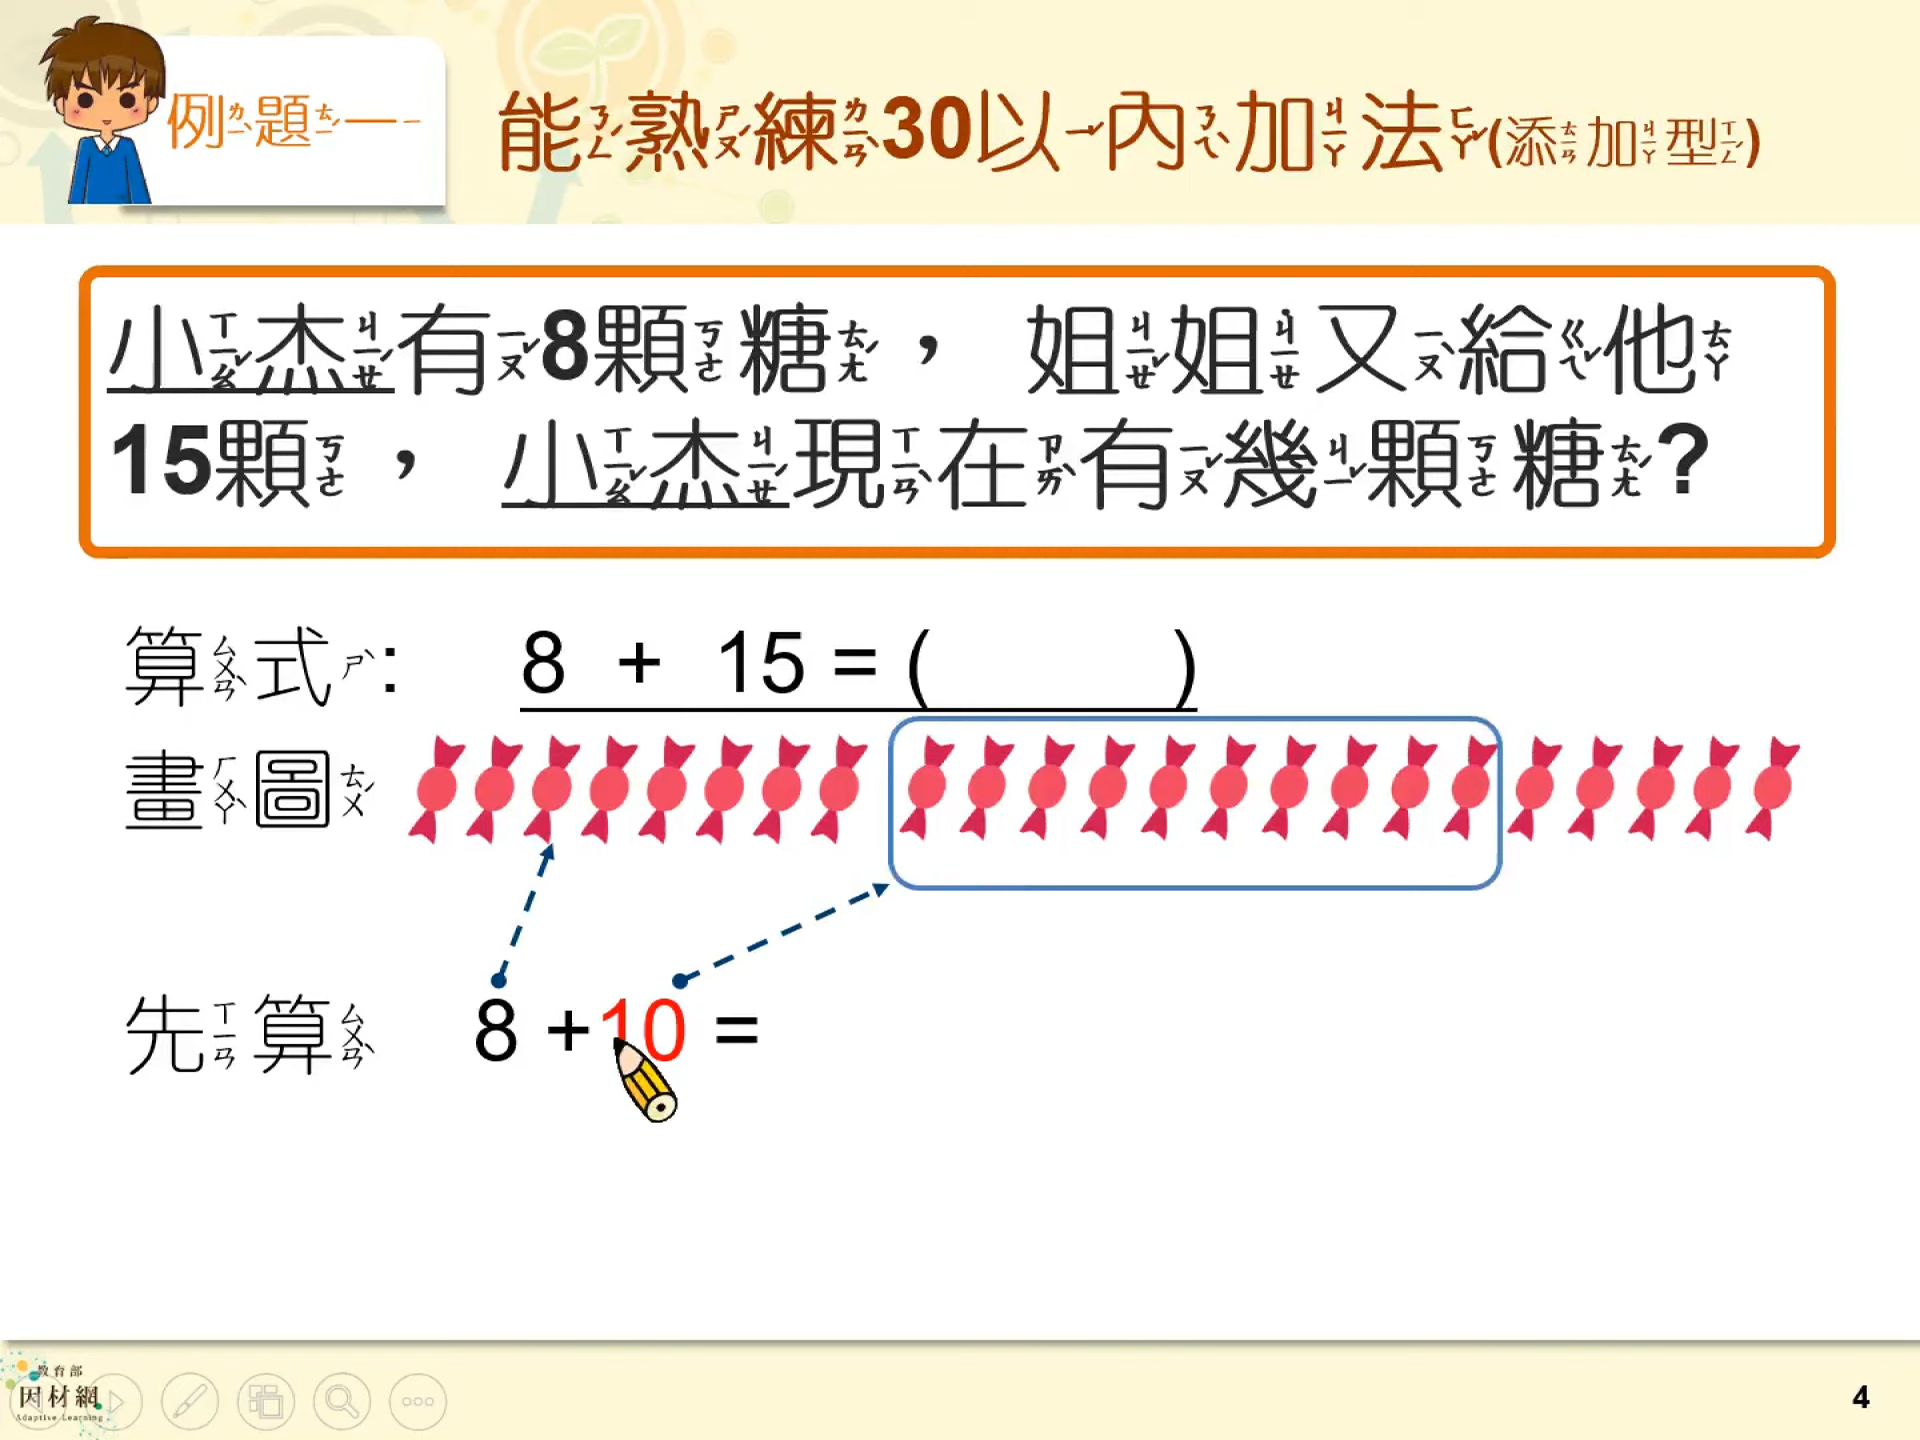 例題一
能熟練30以內加法(添加型)
小杰有8顆糖，姐姐又給他
15顆，小杰現在有幾顆糖?
算式: 8 + 15 = ( )
畫圖
先算 8 +10 =
教育部
因材網
Adaptive Learning
4